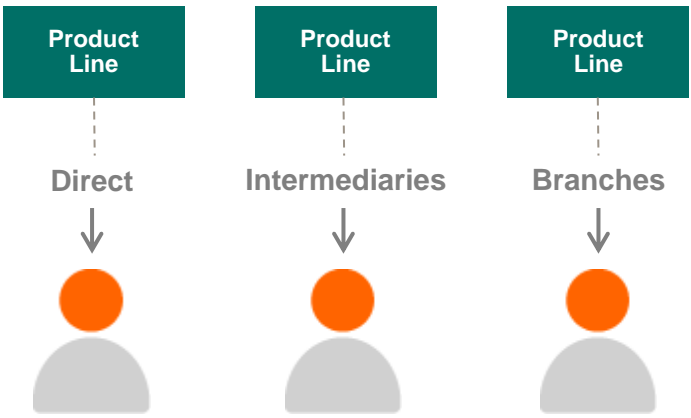 Product
Line
Product
Line
Product
Line
Direct
Intermediaries
Branches